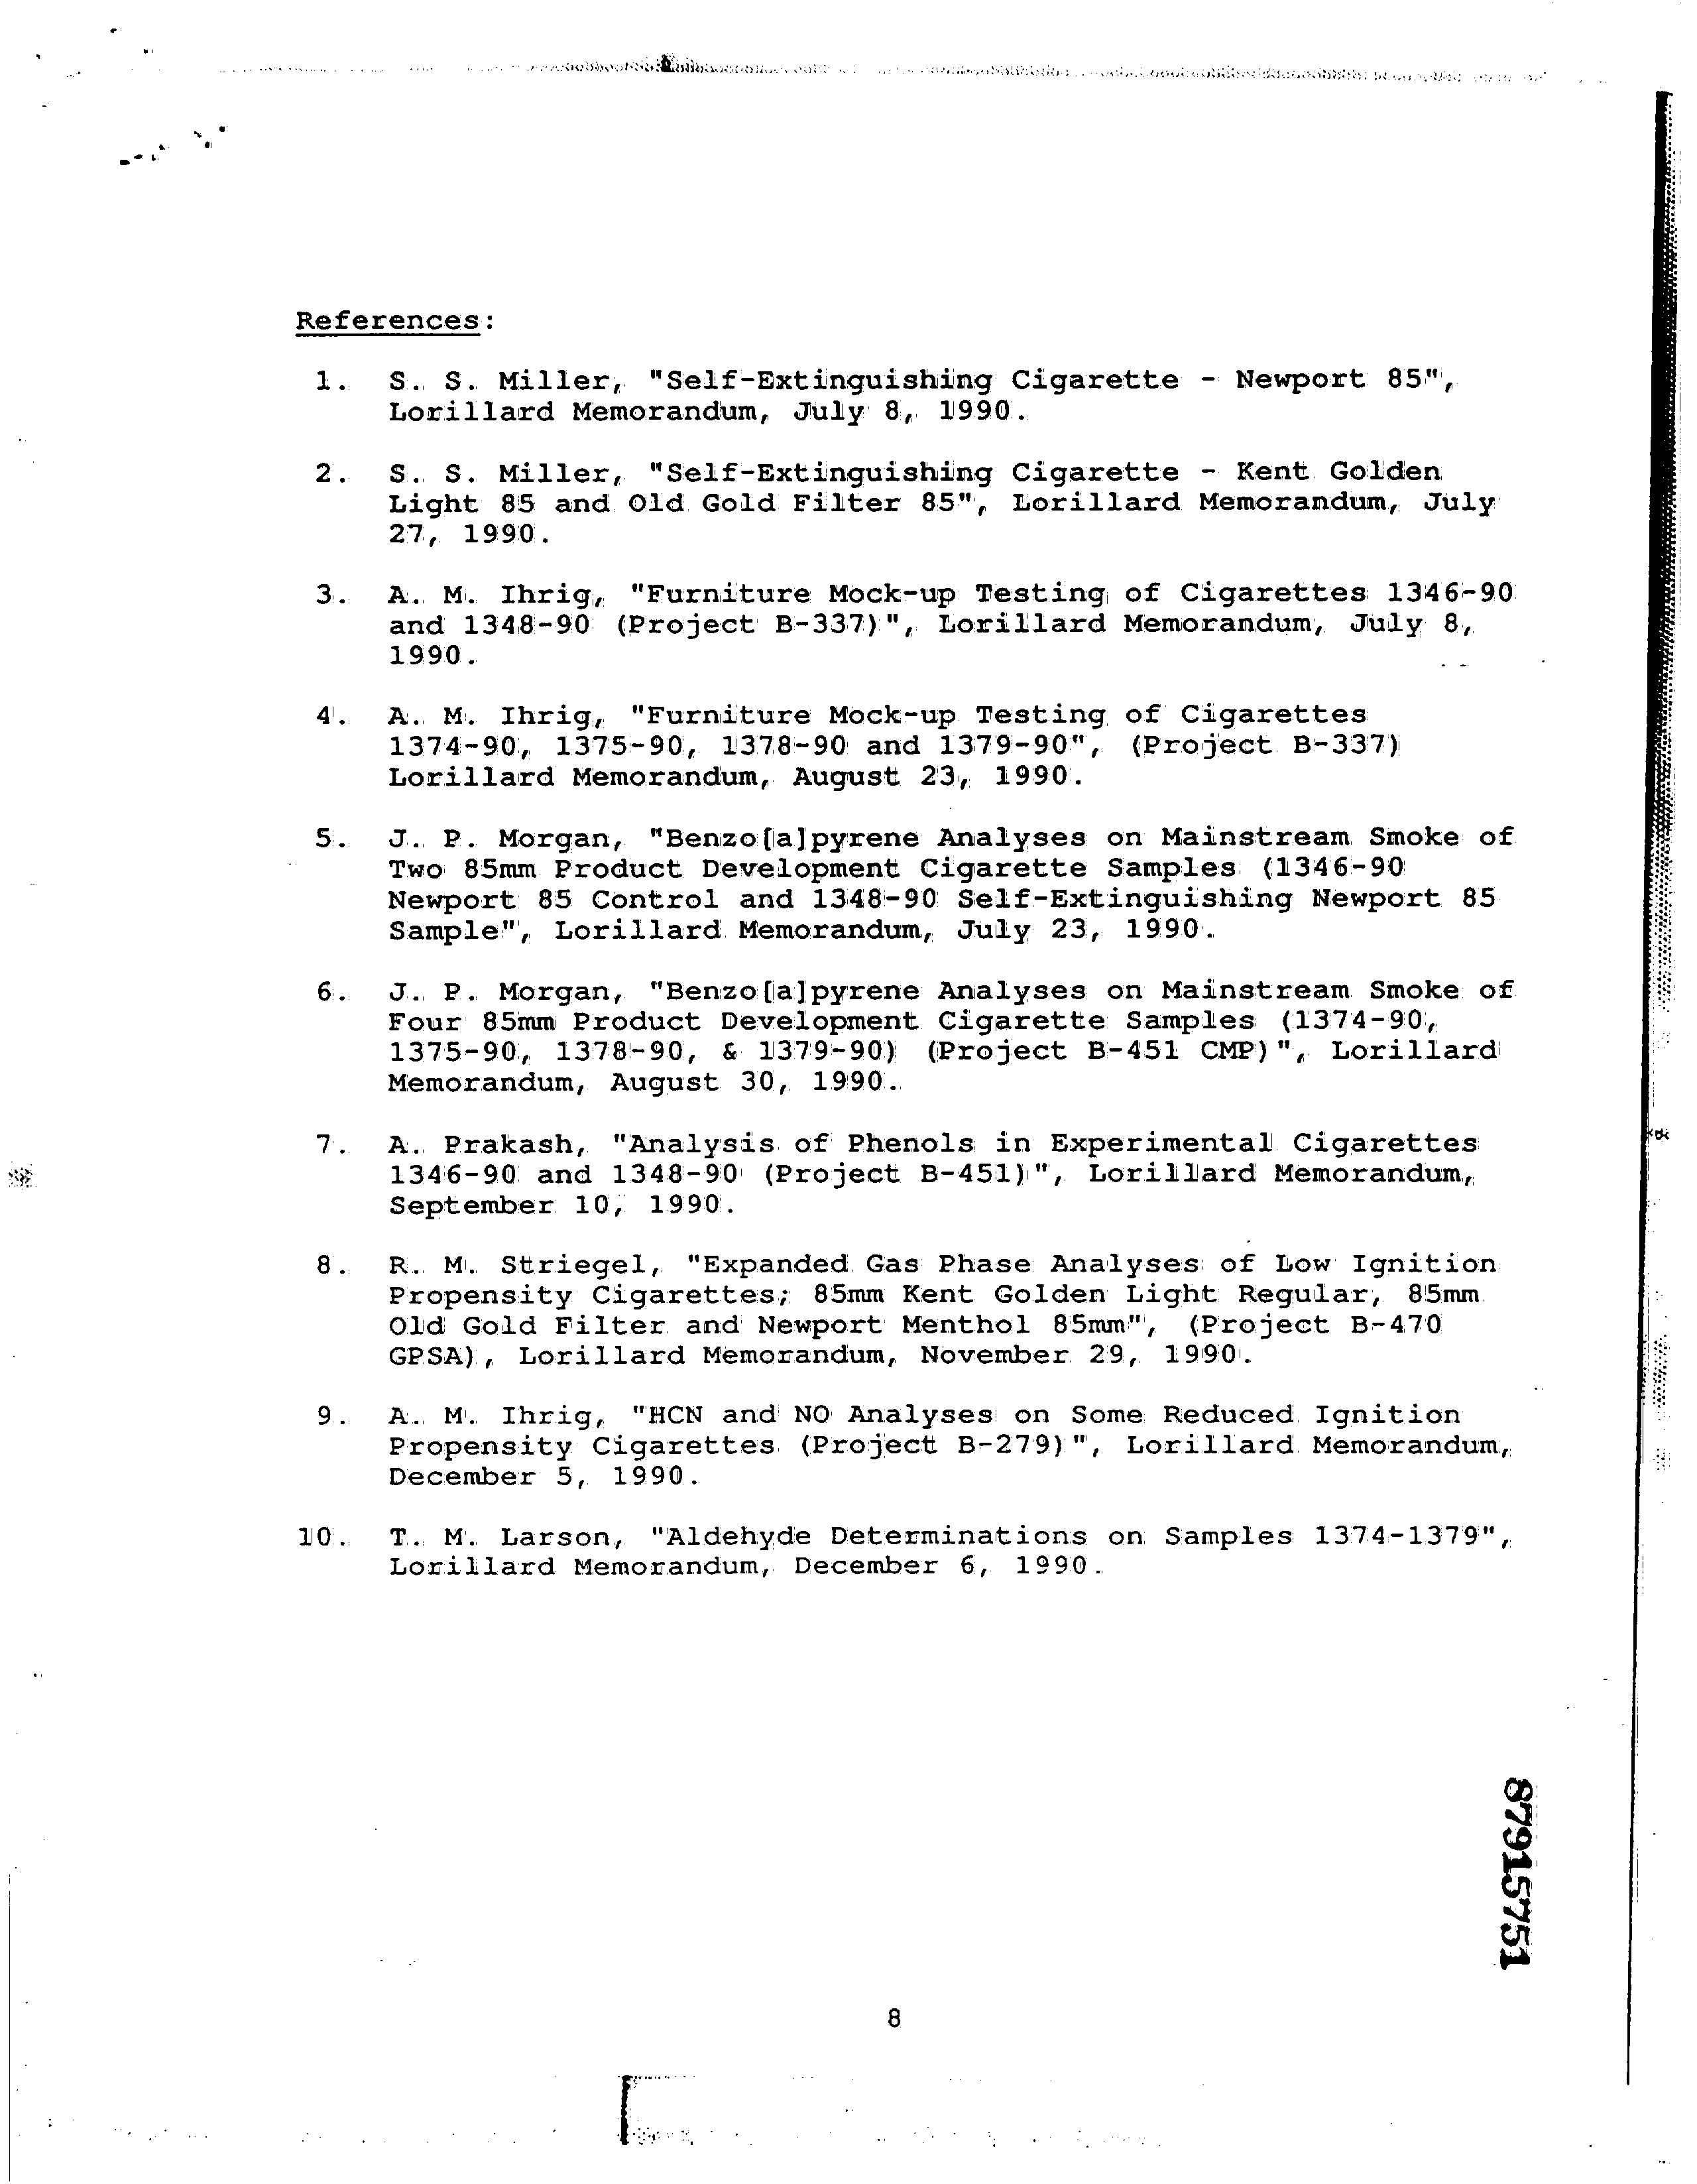 References:
1. S. S. Miller, "Self-Extinguishing Cigarette - Newport 85",
Lorillard Memorandum, July 8, 1990.
2. S. S. Miller, "Self-Extinguishing Cigarette - Kent Golden
Light 85 and Old Gold Filter 85", Lorillard Memorandum, July
27, 1990.
3. A. M. Ihrig, "Furniture Mock-up Testing of Cigarettes 1346-90
and 1348-90 (Project B-337)", Lorillard Memorandum, July 8,
1990.
4. A. M. Ihrig, "Furniture Mock-up Testing of Cigarettes
1374-90, 1375-90, 1378-90 and 1379-90", (Project B-337)
Lorillard Memorandum, August 23, 1990.
5. J. P. Morgan, "Benzo[a]pyrene Analyses on Mainstream Smoke of
Two 85mm Product Development Cigarette Samples (1346-90
Newport 85 Control and 1348-90 Self-Extinguishing Newport 85
Sample", Lorillard Memorandum, July 23, 1990.
6. J. P. Morgan, "Benzo[a]pyrene Analyses on Mainstream Smoke of
Four 85mm Product Development Cigarette Samples (1374-90,
1375-90, 1378-90, & 1379-90) (Project B-451 CMP)", Lorillard
Memorandum, August 30, 1990.
7. A. Prakash, "Analysis of Phenols in Experimental Cigarettes
1346-90 and 1348-90 (Project B-451)", Lorillard Memorandum,
September 10, 1990.
8. R. M. Striegel, "Expanded Gas Phase Analyses of Low Ignition
Propensity Cigarettes; 85mm Kent Golden Light Regular, 85mm
Old Gold Filter and Newport Menthol 85mm", (Project B-470
GPSA), Lorillard Memorandum, November 29, 1990.
9. A. M. Ihrig, "HCN and NO Analyses on Some Reduced Ignition
Propensity Cigarettes (Project B-279)", Lorillard Memorandum,
December 5, 1990.
10. T. M. Larson, "Aldehyde Determinations on Samples 1374-1379",
Lorillard Memorandum, December 6, 1990.
87915751
8